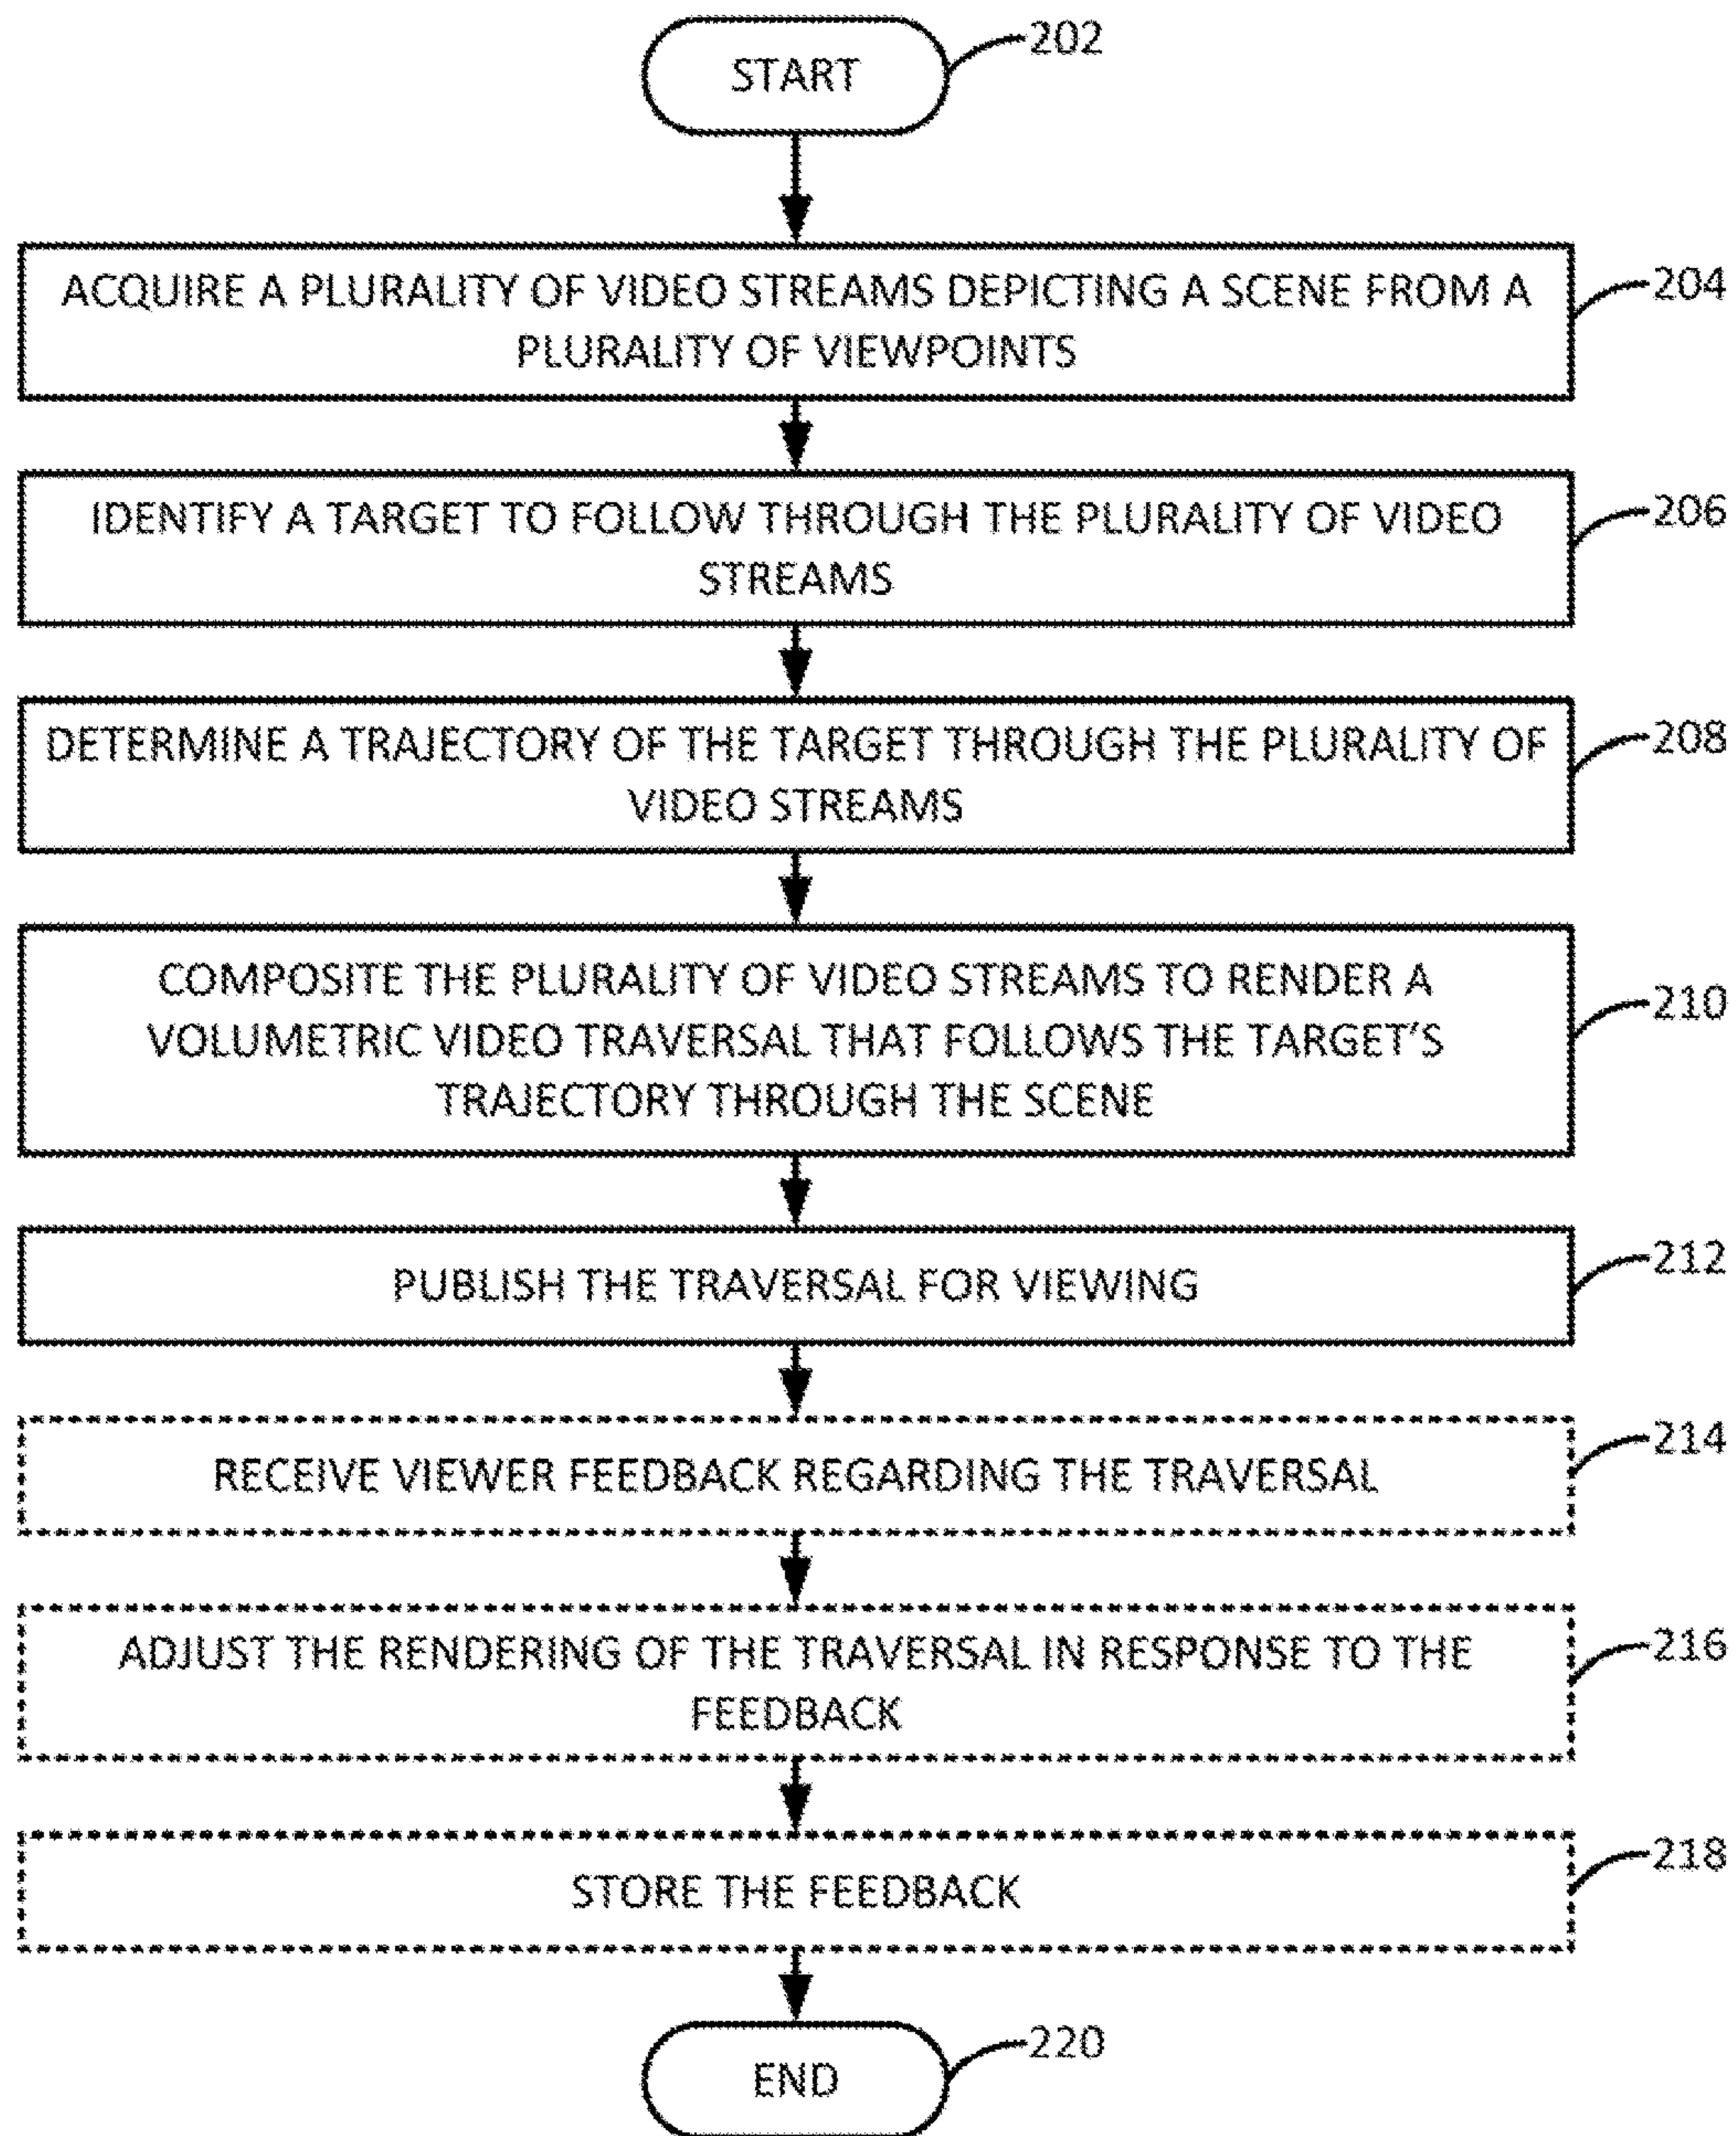 START
202
ACQUIRE A PLURALITY OF VIDEO STREAMS DEPICTING A SCENE FROM A
PLURALITY OF VIEWPOINTS
204
IDENTIFY A TARGET TO FOLLOW THROUGH THE PLURALITY OF VIDEO
STREAMS
206
DETERMINE A TRAJECTORY OF THE TARGET THROUGH THE PLURALITY OF
VIDEO STREAMS
208
COMPOSITE THE PLURALITY OF VIDEO STREAMS TO RENDER A
VOLUMETRIC VIDEO TRAVERSAL THAT FOLLOWS THE TARGET'S
TRAJECTORY THROUGH THE SCENE
210
PUBLISH THE TRAVERSAL FOR VIEWING
212
RECEIVE VIEWER FEEDBACK REGARDING THE TRAVERSAL
214
ADJUST THE RENDERING OF THE TRAVERSAL IN RESPONSE TO THE
FEEDBACK
216
STORE THE FEEDBACK
218
END
220